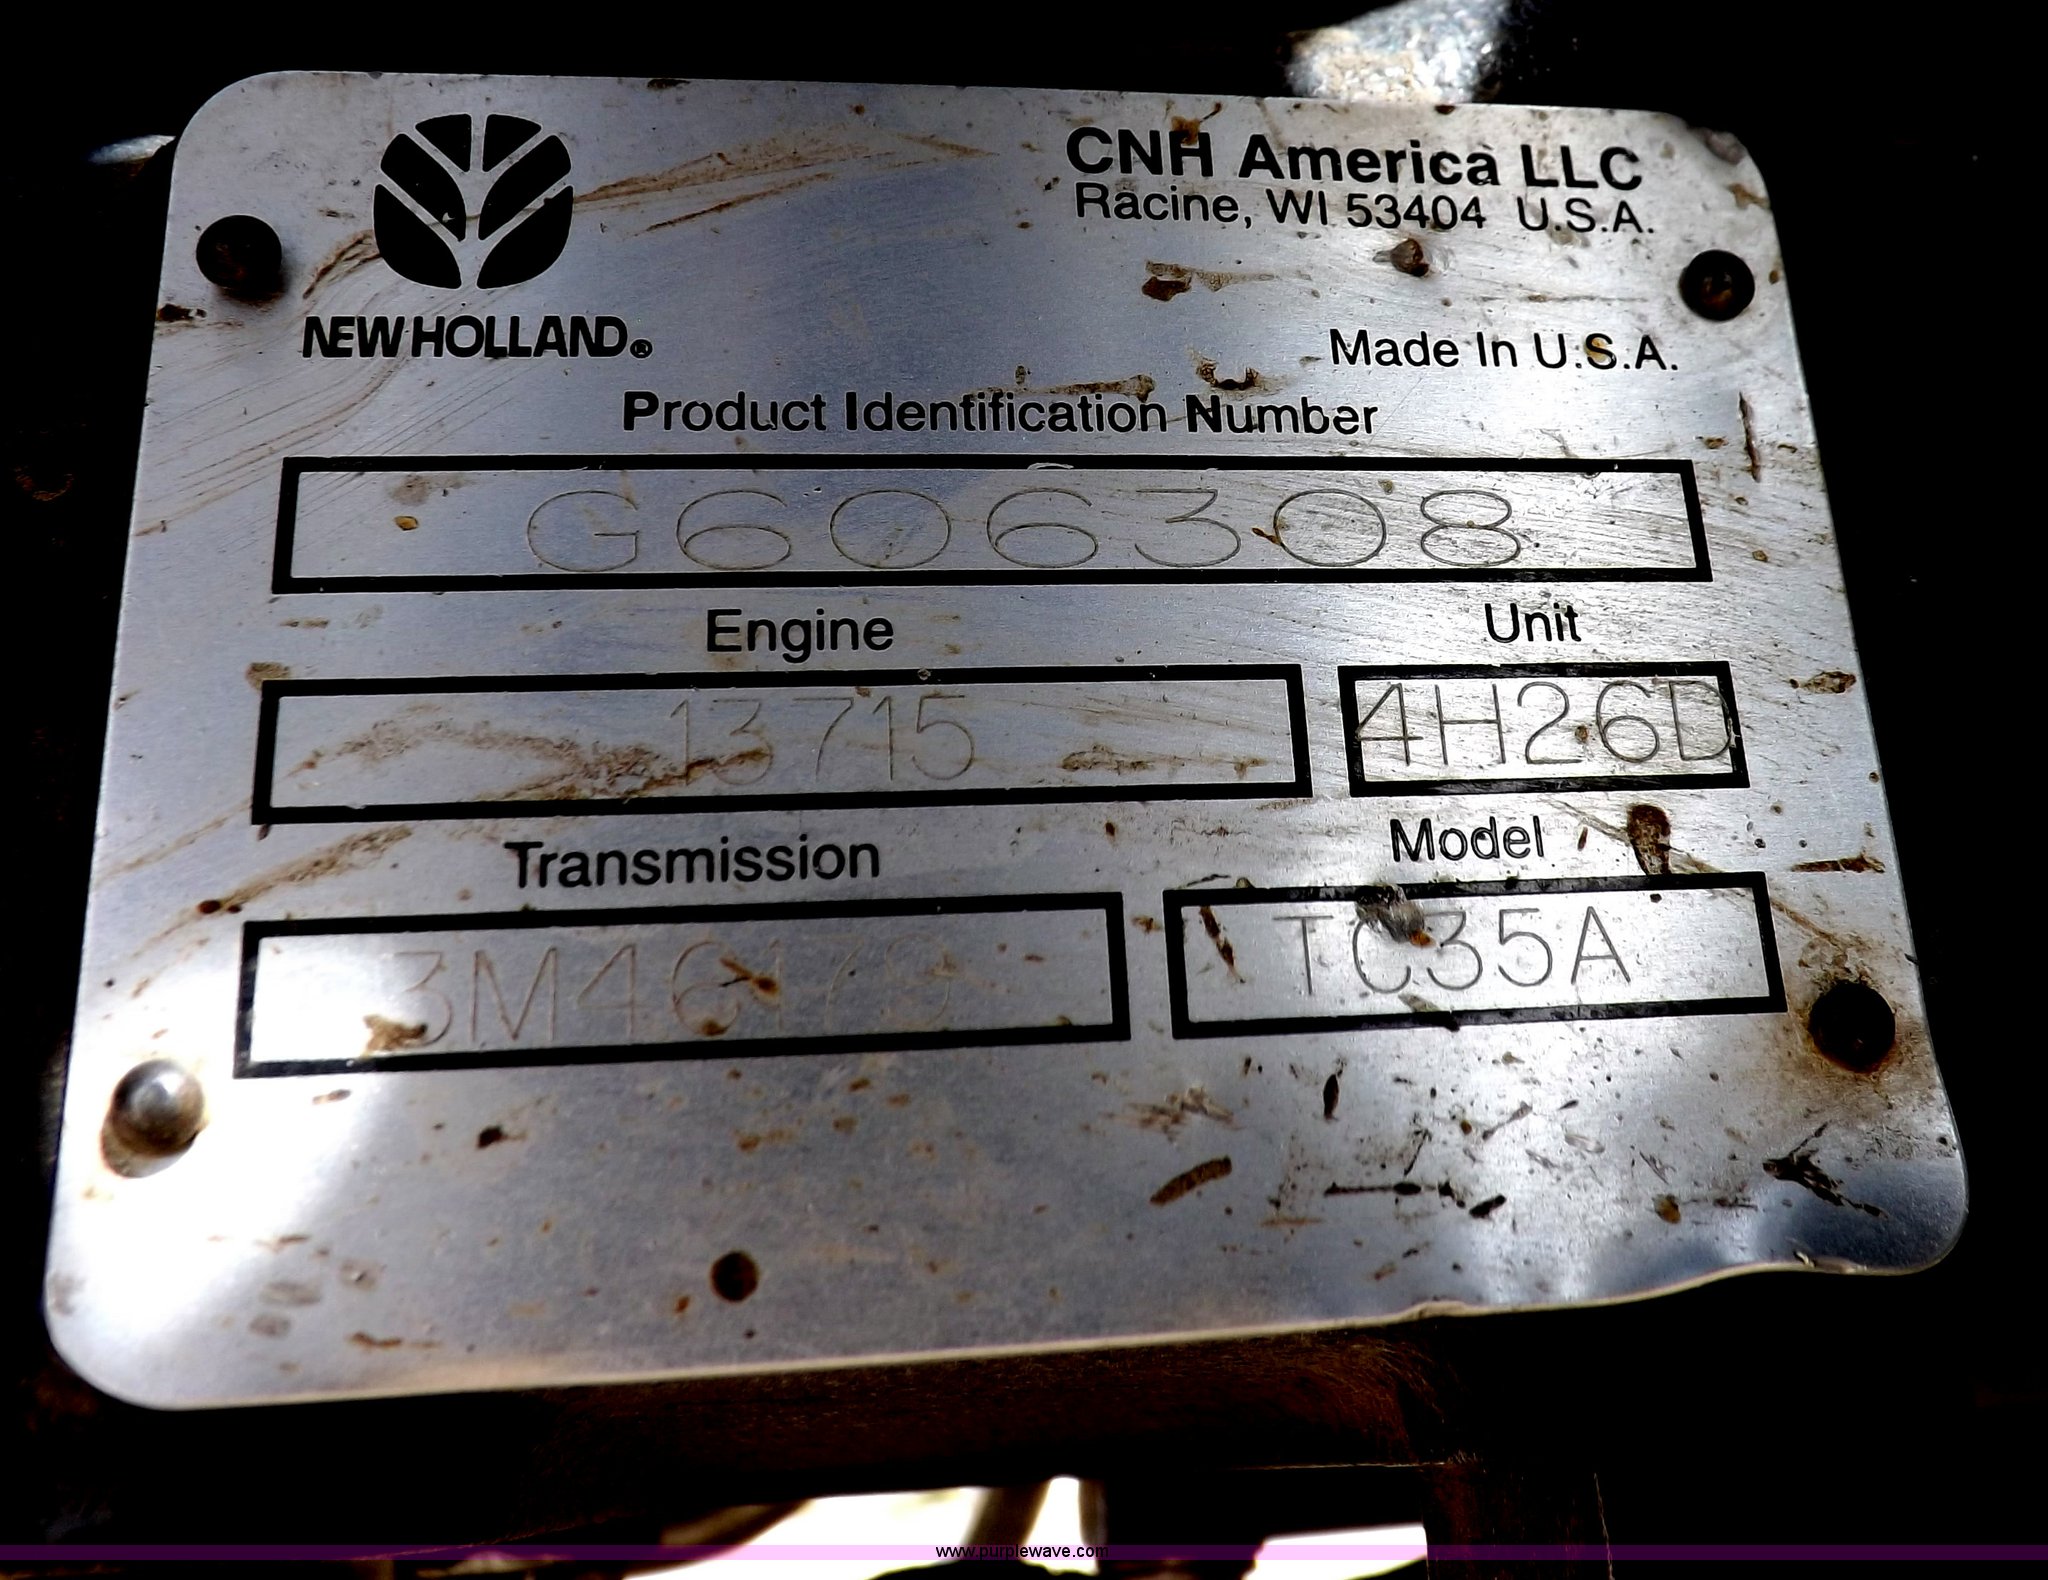 CNH America LLC
Racine, WI 53404 U.S.A.
NEW HOLLAND®
Made In U.S.A.
Product Identification Number
G606308
Engine
Unit
13715
4H26D
Transmission
Model
TC35A
www.purplewave.com